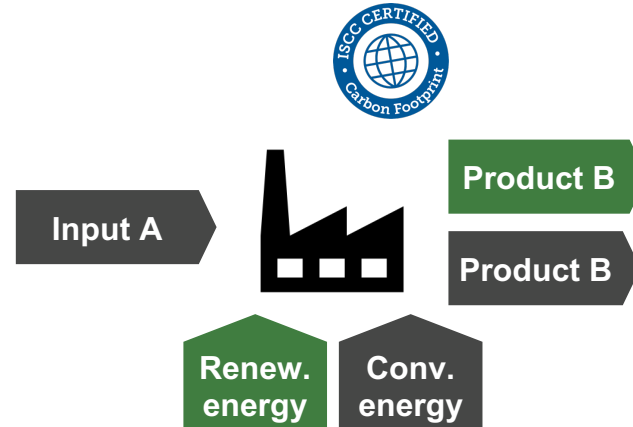 ISCC CERTIFIED
Carbon Footprint
Product B
Input A
Product B
Renew.
energy
Conv.
energy